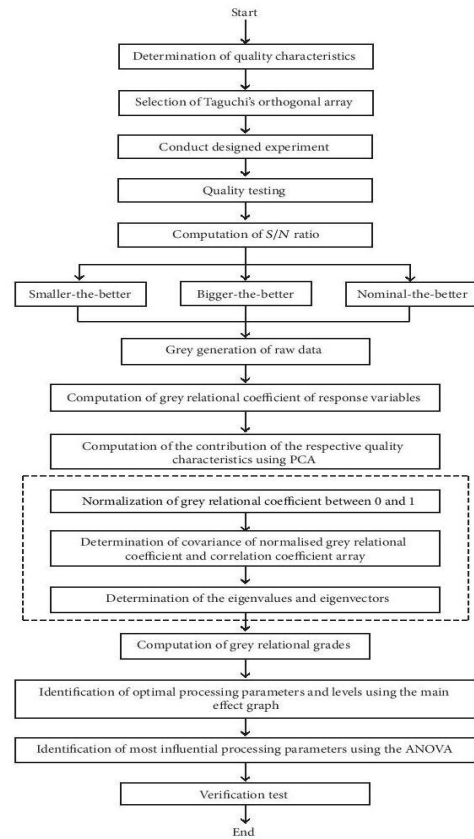 Start
Determination of quality characteristics
Selection of Taguchi's orthogonal array
Conduct designed experiment
Quality testing
Computation of S/N ratio
Smaller-the-better
Bigger-the-better
Nominal-the-better
Grey generation of raw data
Computation of grey relational coefficient of response variables
Computation of the contribution of the respective quality
characteristics using PCA
Normalization of grey relational coefficient between 0 and 1
Determination of covariance of normalised grey relational
coefficient and correlation coefficient array
Determination of the eigenvalues and eigenvectors
Computation of grey relational grades
Identification of optimal processing parameters and levels using the main
effect graph
Identification of most influential processing parameters using the ANOVA
Verification test
End